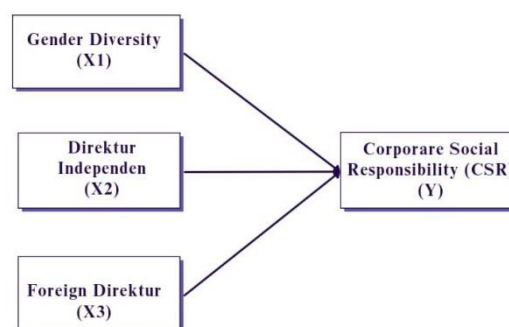 Gender Diversity
(X1)
Direktur
Independen
(X2)
Foreign Direktur
(X3)
Corporare Social
Responsibility (CSR)
(Y)